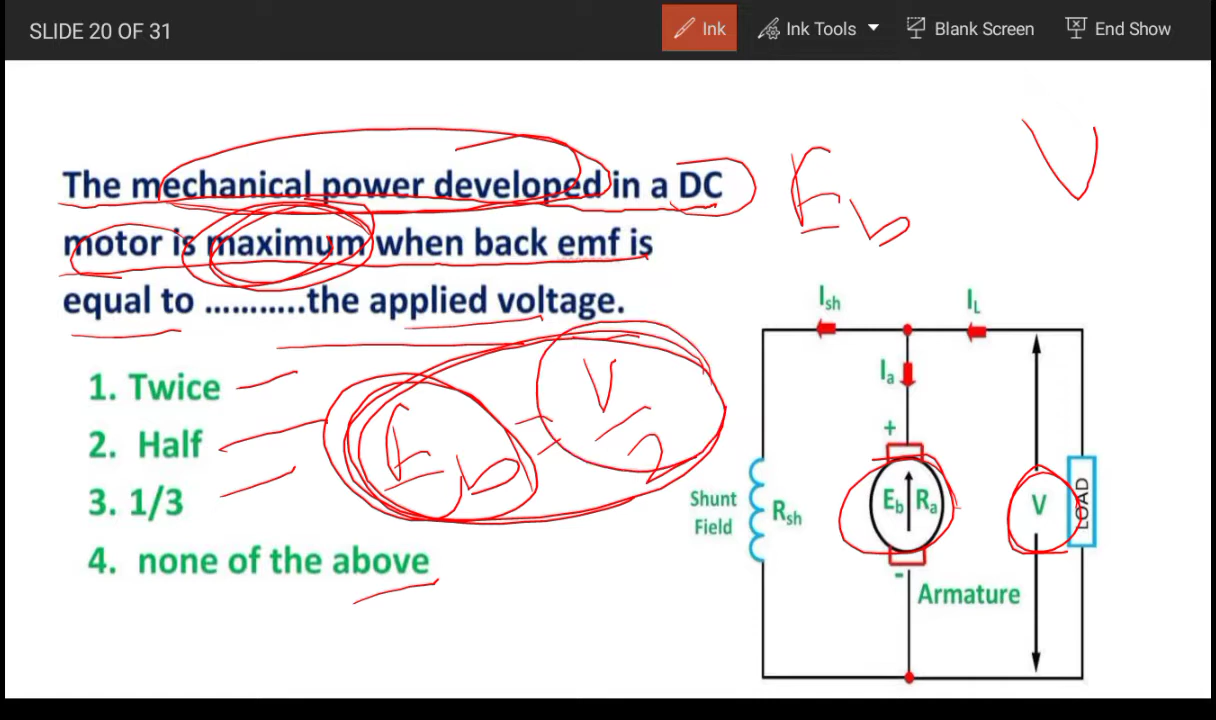 SLIDE 20 OF 31
Ink
Ink Tools
Blank Screen
End Show
The mechanical power developed in a DC
motor is maximum when back emf is
equal to ...........the applied voltage.
1. Twice
2. Half
3. 1/3
4. none of the above
Eb
V
Eb = V/2
Ish
IL
Ia
+
Eb Ra
-
Shunt
Field
Rsh
V
LOAD
Armature